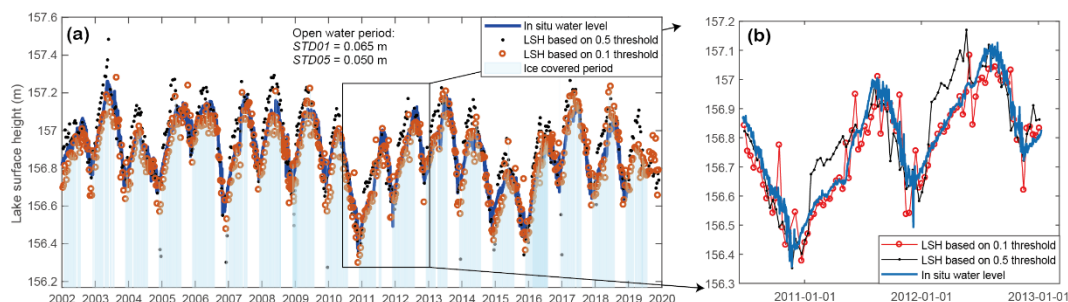 157.6
157.4
157.2
157
156.8
156.6
156.4
156.2
Lake surface height (m)
(a)
Open water period:
STD01 = 0.065 m
STD05 = 0.050 m
In situ water level
LSH based on 0.5 threshold
LSH based on 0.1 threshold
Ice covered period
2002 2003 2004 2005 2006 2007 2008 2009 2010 2011 2012 2013 2014 2015 2016 2017 2018 2019 2020
157.2
157.1
157
156.9
156.8
156.7
156.6
156.5
156.4
156.3
(b)
LSH based on 0.1 threshold
LSH based on 0.5 threshold
In situ water level
2011-01-01 2012-01-01 2013-01-01